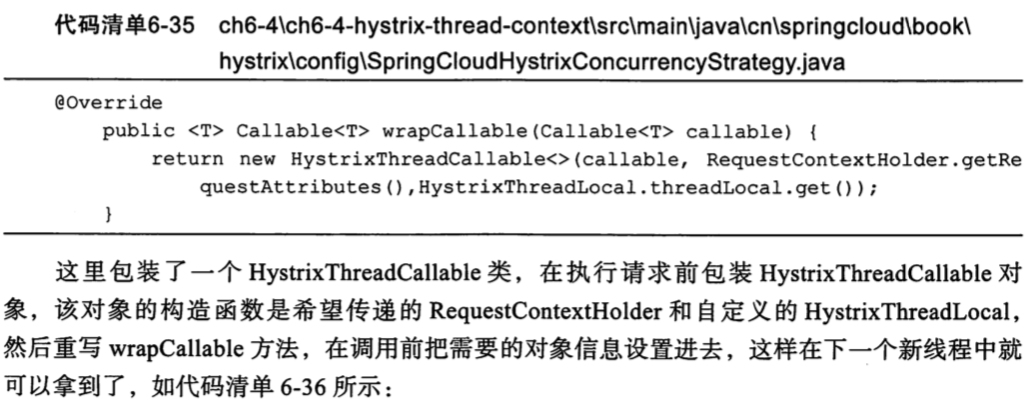 代码清单6-35 ch6-4\ch6-4-hystrix-thread-context\src\main\java\cn\springcloud\book\
hystrix\config\SpringCloudHystrixConcurrencyStrategy.java
@Override
    public <T> Callable<T> wrapCallable(Callable<T> callable) {
        return new HystrixThreadCallable<>(callable, RequestContextHolder.getRe
            questAttributes(),HystrixThreadLocal.threadLocal.get());
    }
这里包装了一个 HystrixThreadCallable 类，在执行请求前包装 HystrixThreadCallable 对
象，该对象的构造函数是希望传递的 RequestContextHolder 和自定义的 HystrixThreadLocal，
然后重写 wrapCallable 方法，在调用前把需要的对象信息设置进去，这样在下一个新线程中就
可以拿到了，如代码清单 6-36 所示：